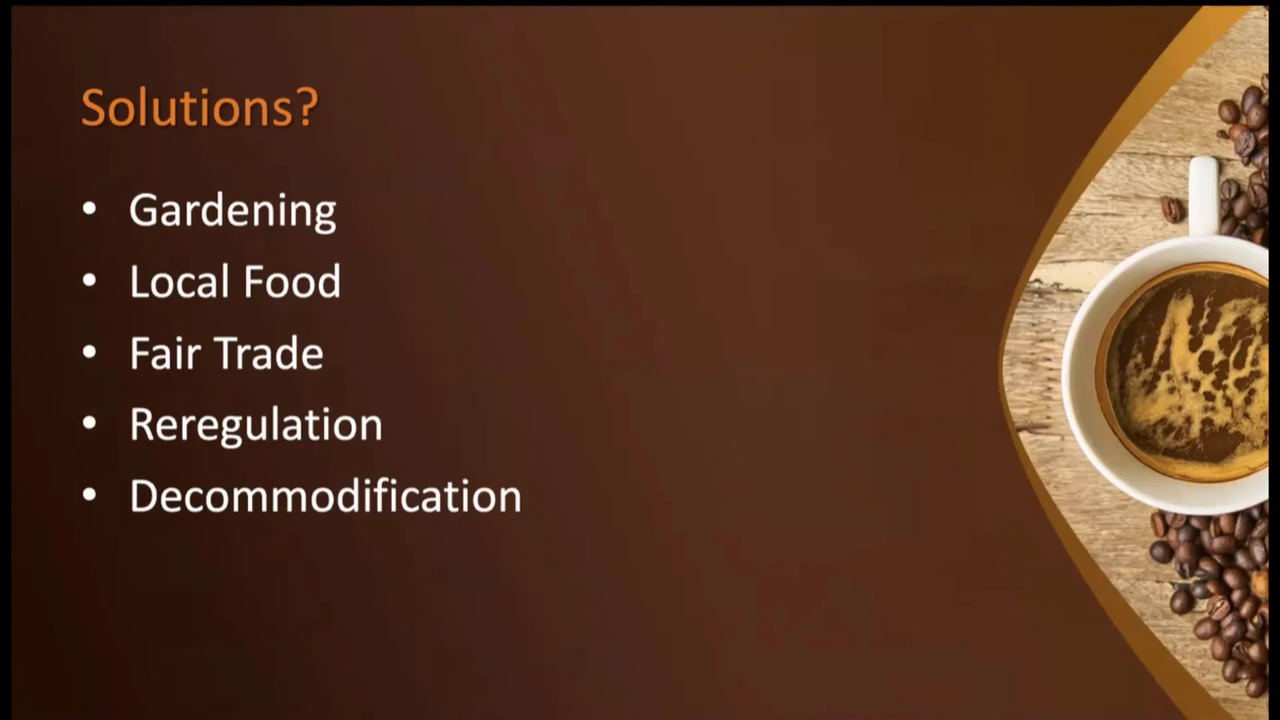 Solutions?
• Gardening
• Local Food
• Fair Trade
• Reregulation
• Decommodification